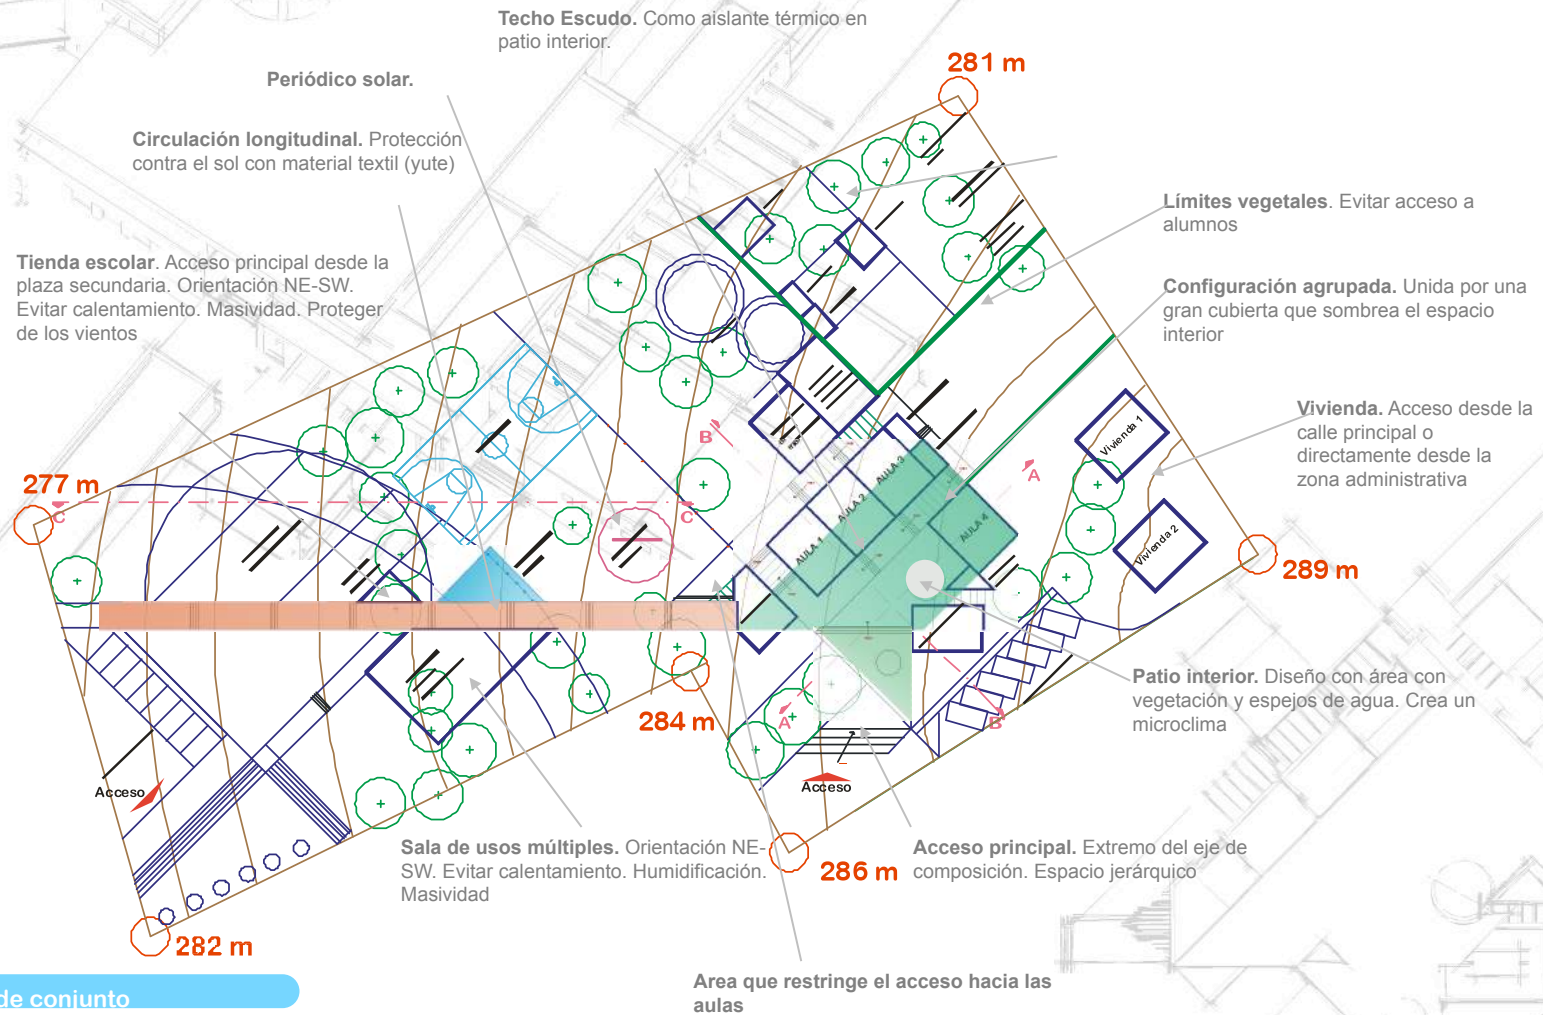 Techo Escudo. Como aislante térmico en
patio interior.
281 m
Periódico solar.
Circulación longitudinal. Protección
contra el sol con material textil (yute)
Límites vegetales. Evitar acceso a
alumnos
Tienda escolar. Acceso principal desde la
plaza secundaria. Orientación NE-SW.
Evitar calentamiento. Masividad. Proteger
de los vientos
Configuración agrupada. Unida por una
gran cubierta que sombrea el espacio
interior
Vivienda. Acceso desde la
calle principal o
directamente desde la
zona administrativa
Vivienda 1
B
A
277 m
C
C
AULA 3
AULA 2
AULA 1
AULA 4
Vivienda 2
289 m
Patio interior. Diseño con área con
vegetación y espejos de agua. Crea un
microclima
284 m
A
B
Acceso
Acceso
Sala de usos múltiples. Orientación NE-
SW. Evitar calentamiento. Humidificación.
Masividad
286 m
Acceso principal. Extremo del eje de
composición. Espacio jerárquico
282 m
Area que restringe el acceso hacia las
aulas
de conjunto